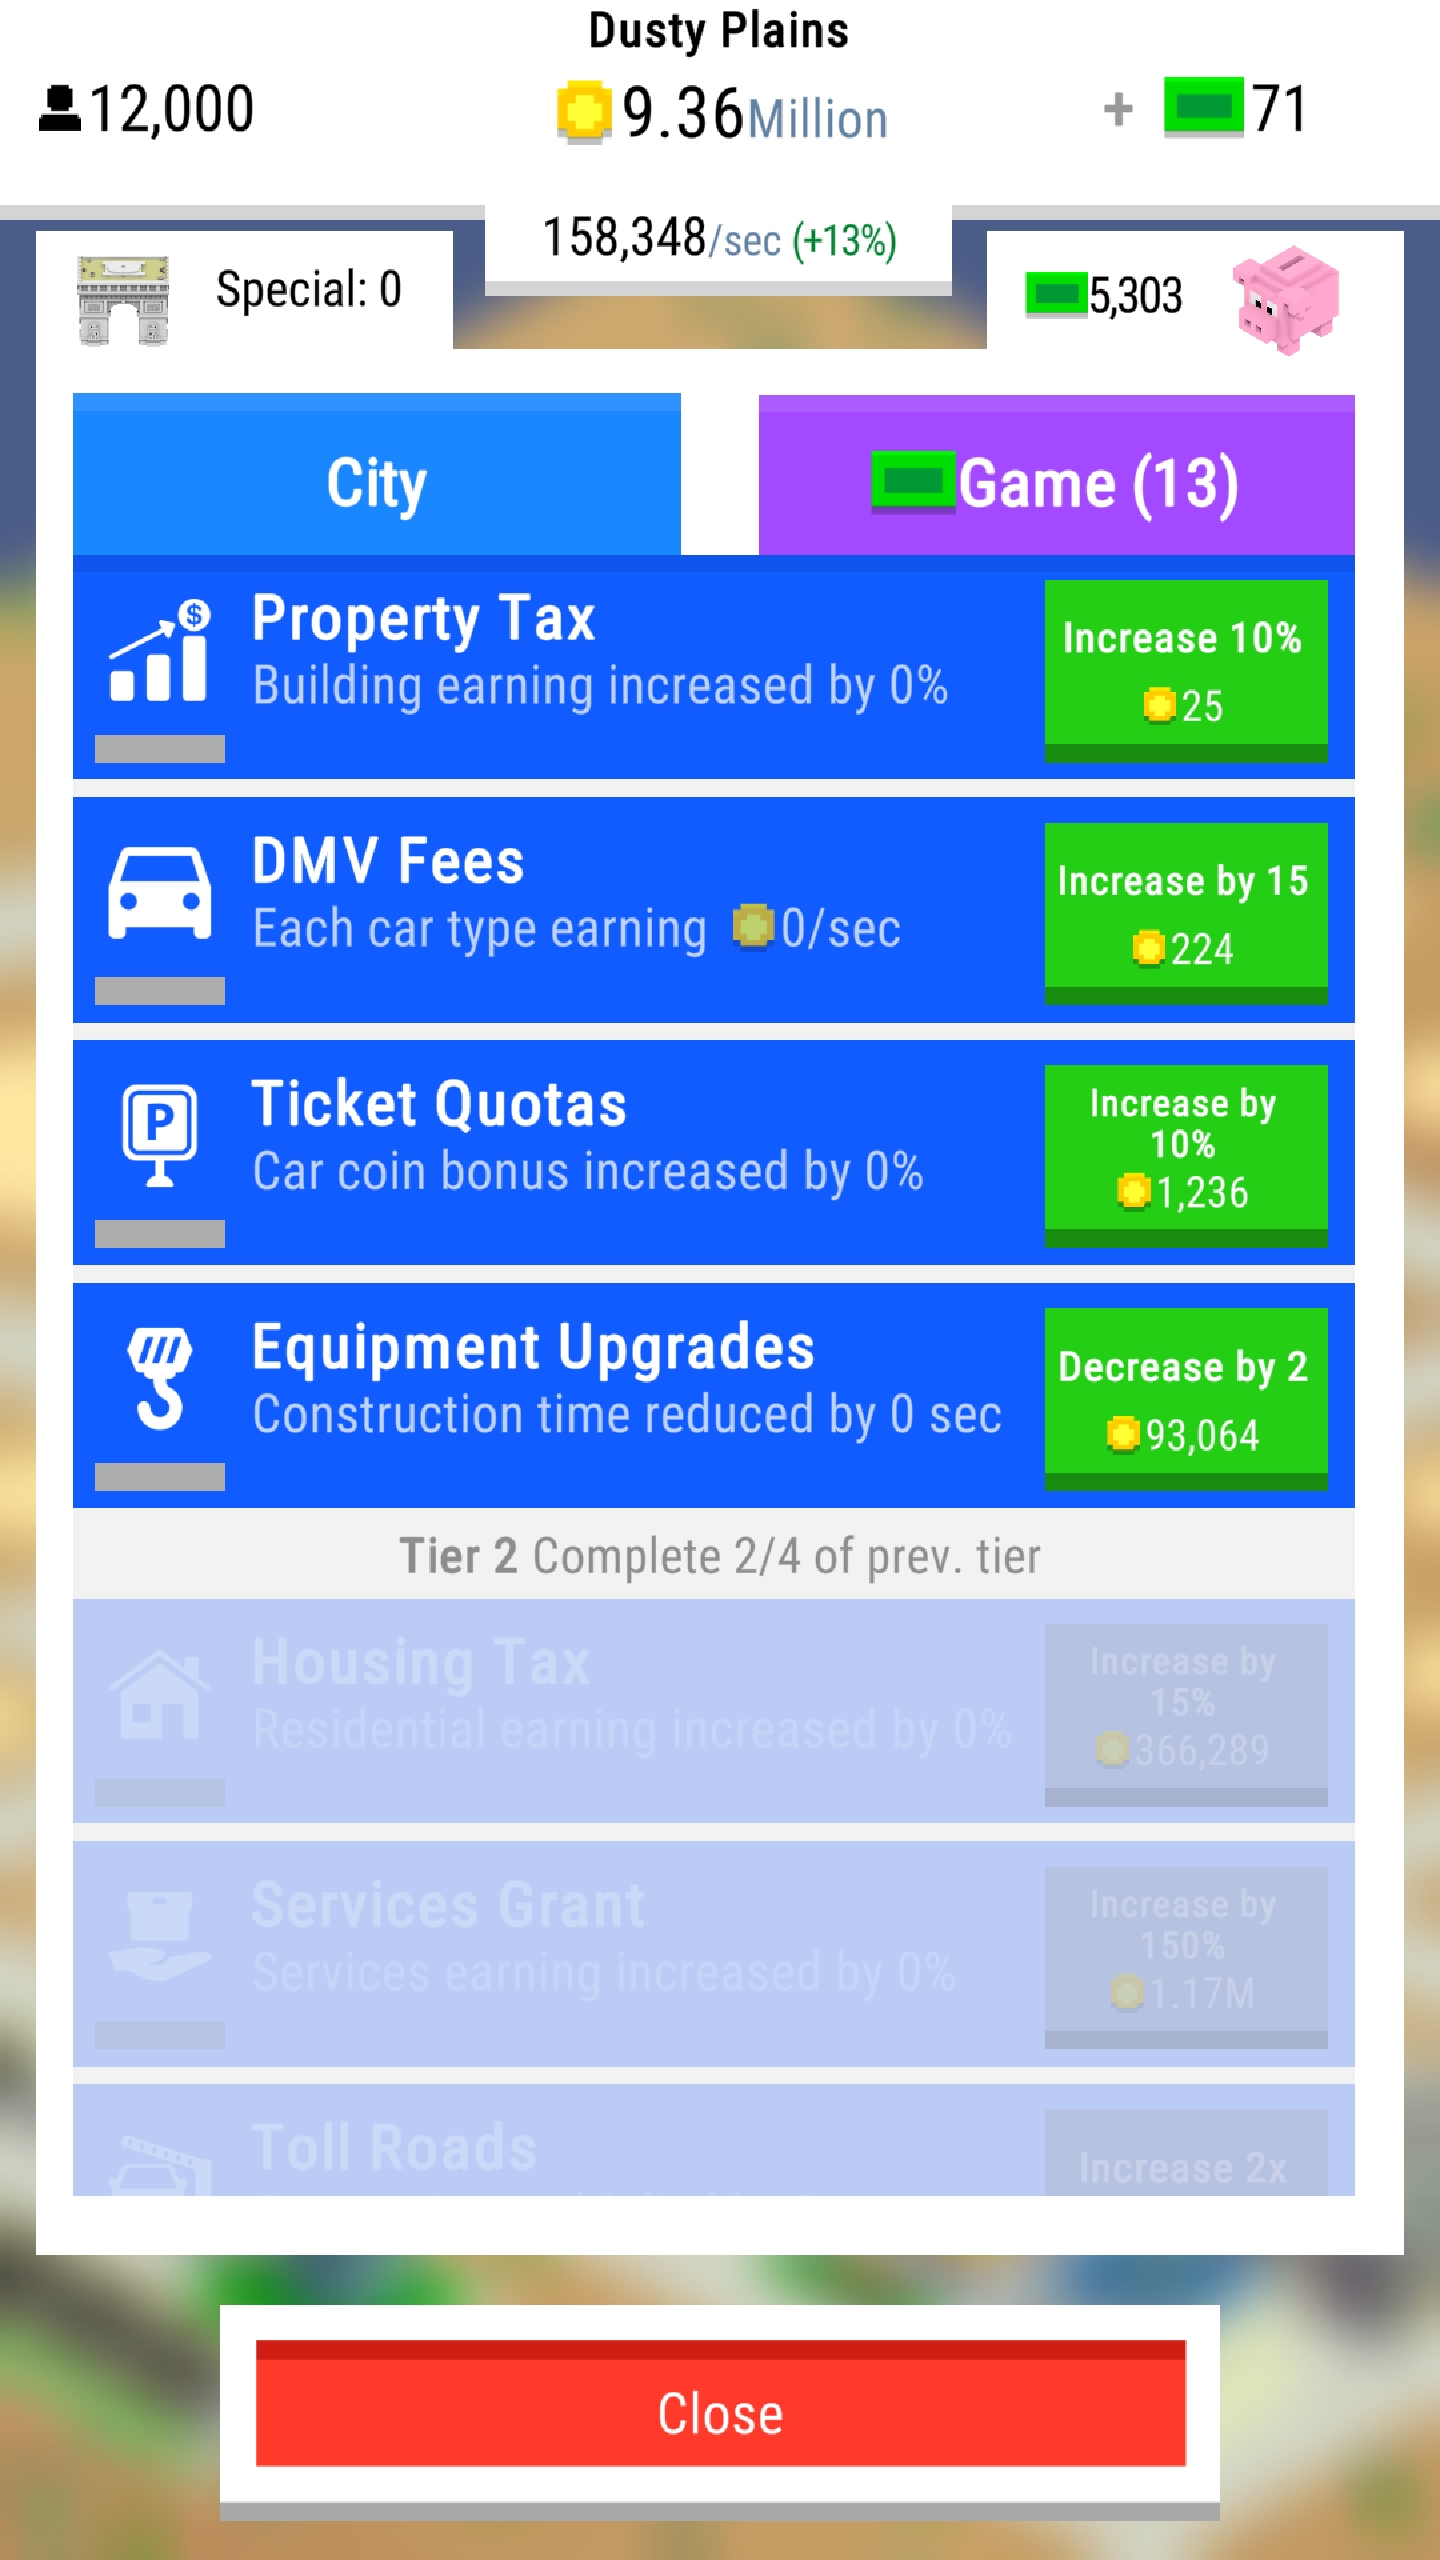 Dusty Plains
12,000
9.36Million
+ 71
158,348/sec (+13%)
Special: 0
5,303
City
Game (13)
Property Tax
Building earning increased by 0%
Increase 10%
25
DMV Fees
Each car type earning 0/sec
Increase by 15
224
P
Ticket Quotas
Car coin bonus increased by 0%
Increase by
10%
1,236
Equipment Upgrades
Construction time reduced by 0 sec
Decrease by 2
93,064
Tier 2 Complete 2/4 of prev. tier
Housing Tax
Residential earning increased by 0%
Increase by
15%
366,289
Services Grant
Services earning increased by 0%
Increase by
150%
1.17M
Toll Roads
Increase 2x
Close